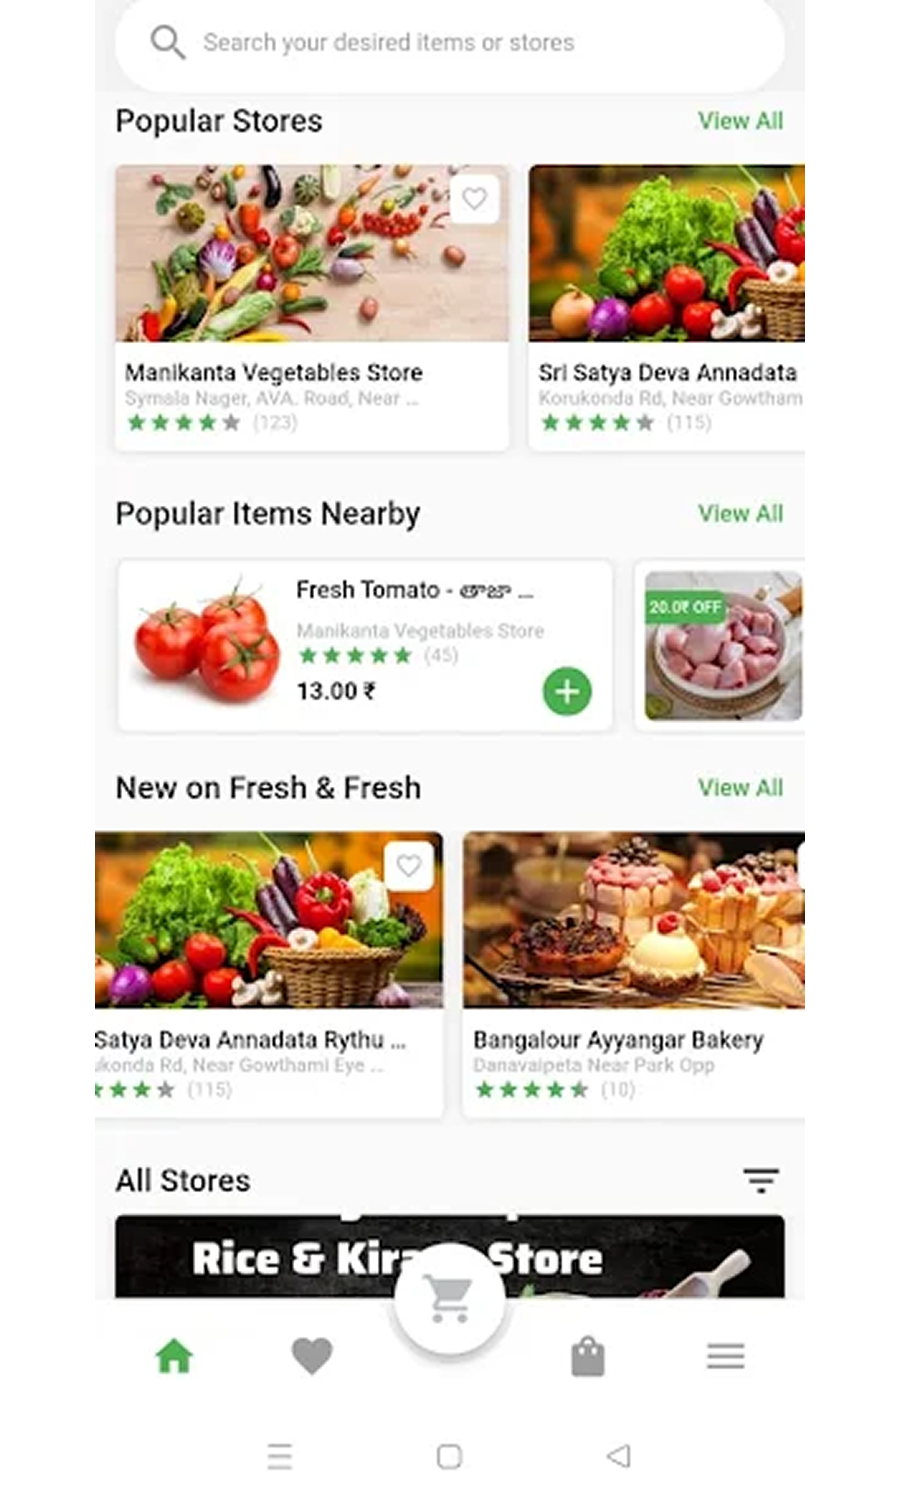 Search your desired items or stores
Popular Stores View All
Manikanta Vegetables Store
Symala Nager, AVA. Road, Near ...
(123)
Sri Satya Deva Annadata
Korukonda Rd, Near Gowtham
(115)
Popular Items Nearby View All
Fresh Tomato - తాజా ...
Manikanta Vegetables Store
(45)
13.00 ₹
20.0₹ OFF
New on Fresh & Fresh View All
Satya Deva Annadata Rythu ...
ukonda Rd, Near Gowthami Eye ...
(115)
Bangalour Ayyangar Bakery
Danavaipeta Near Park Opp
(10)
All Stores
Rice & Kira Store